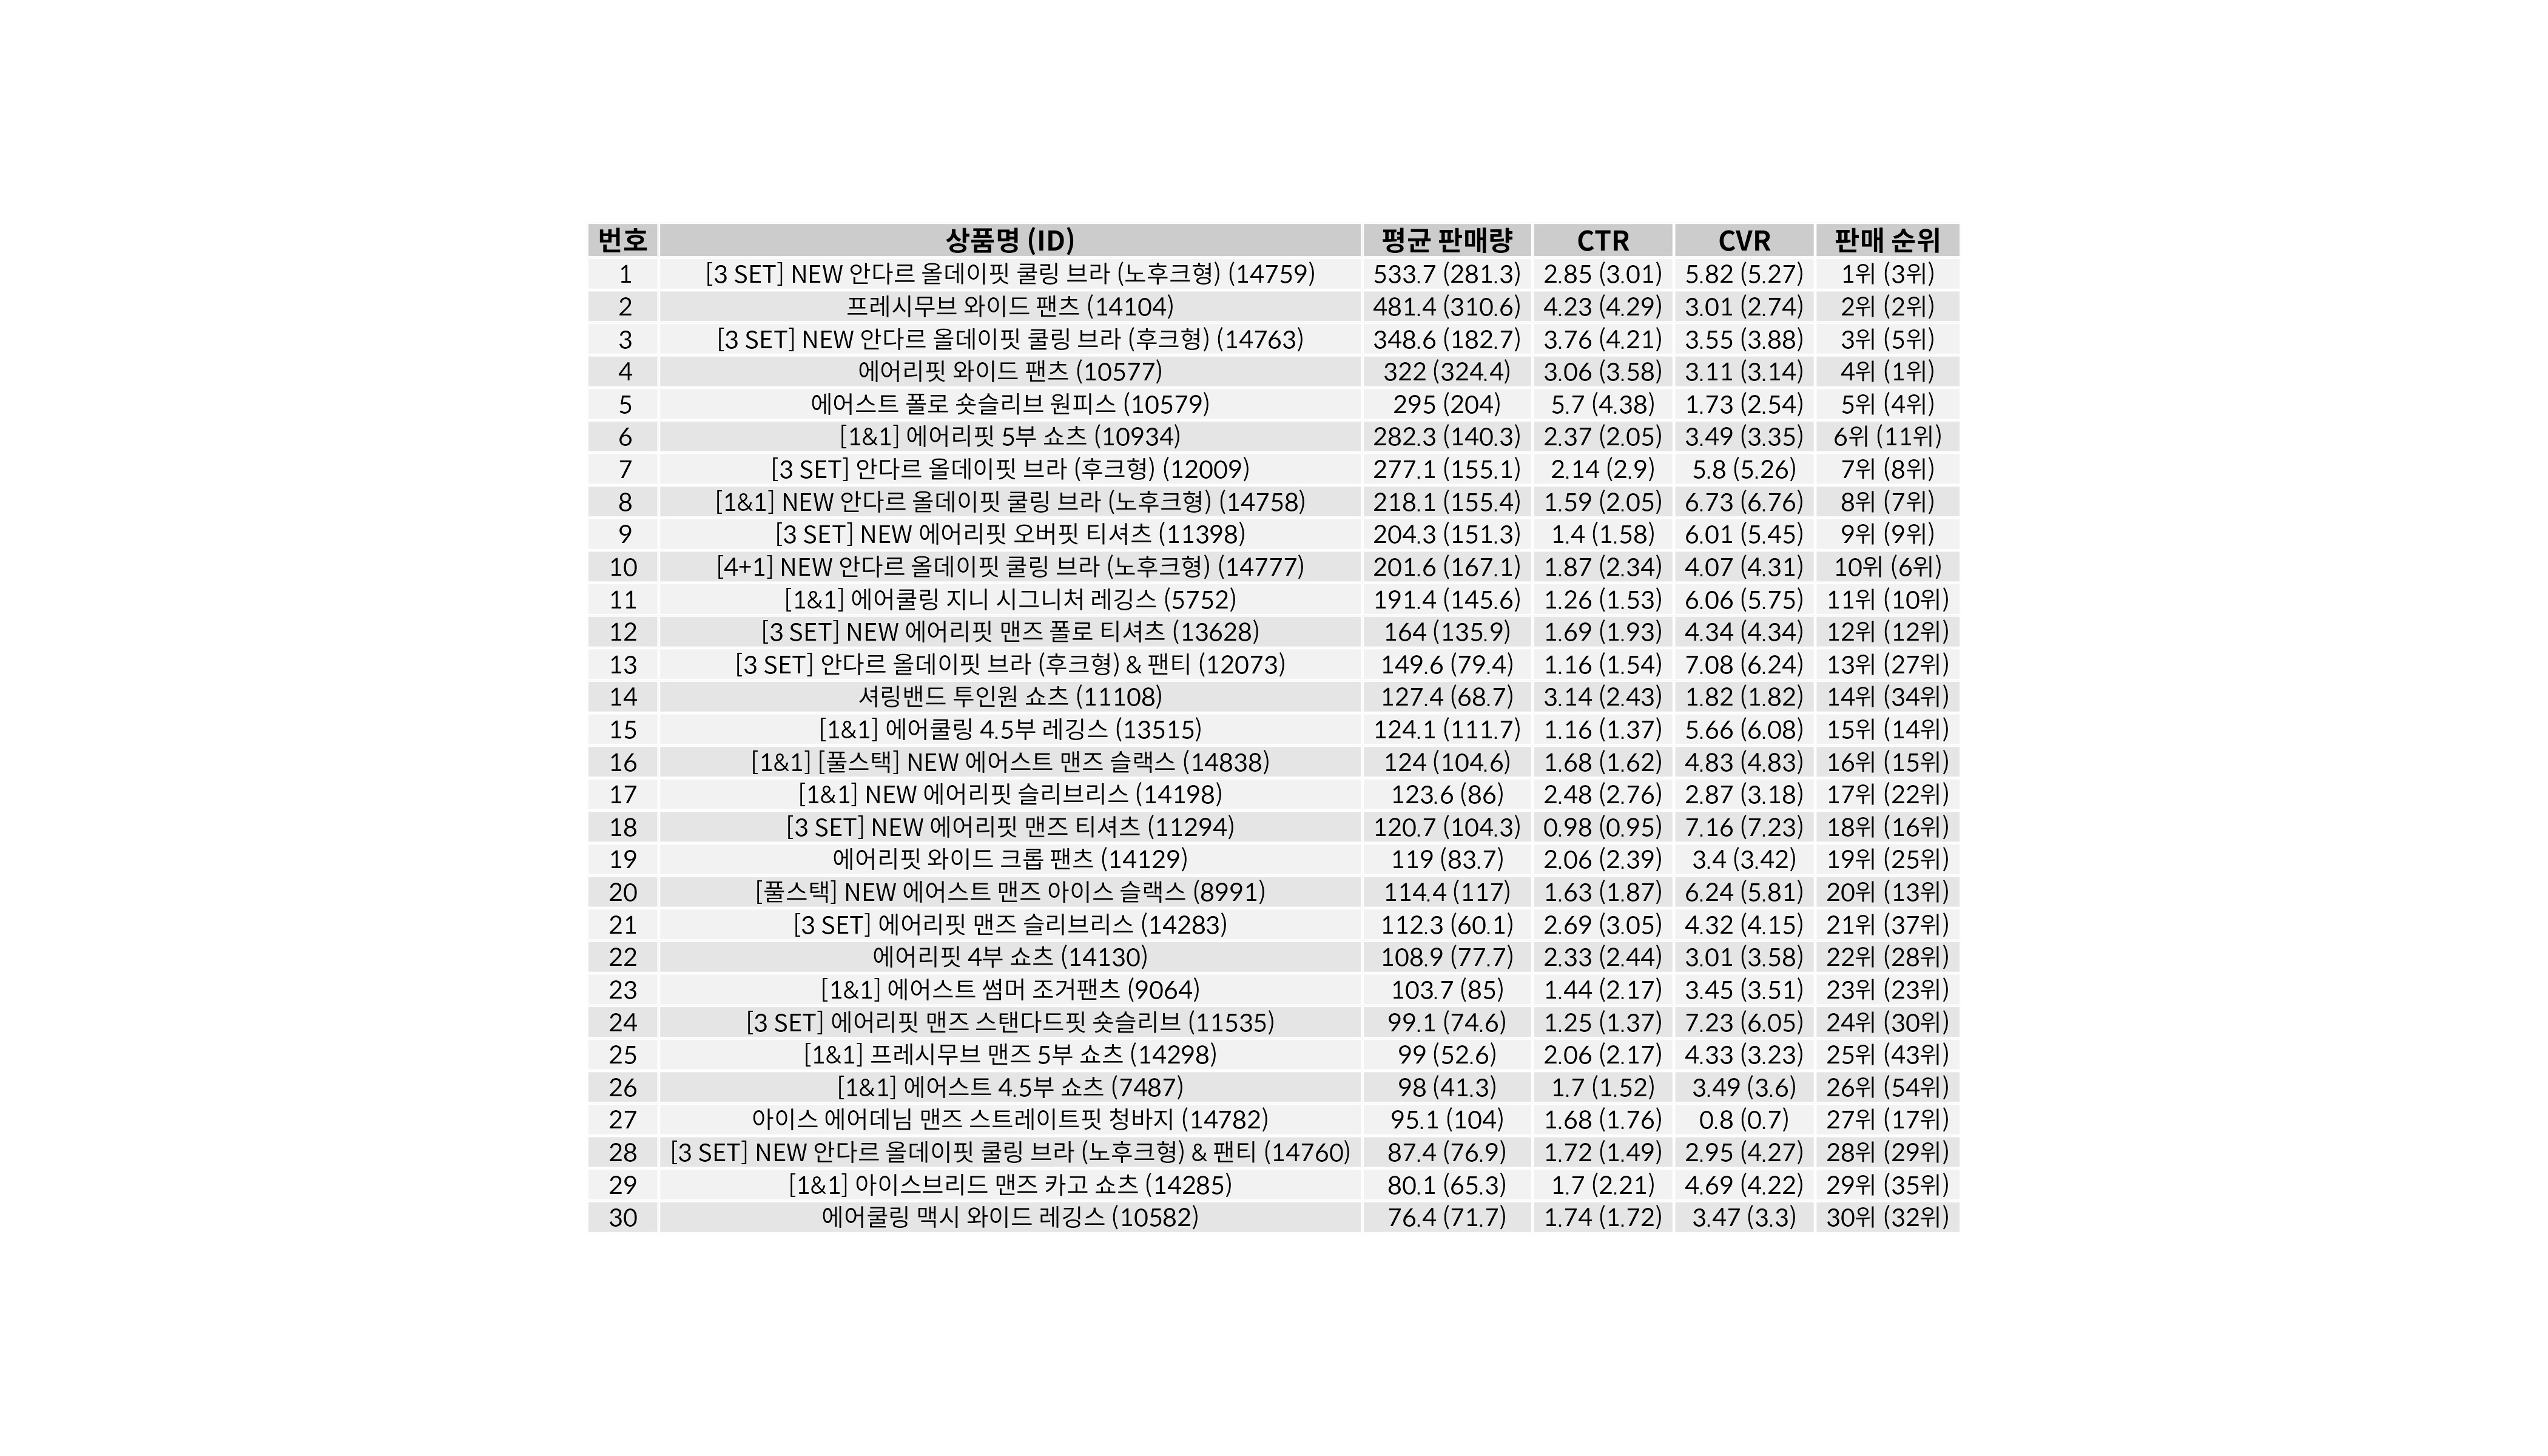 번호 상품명 (ID) 평균 판매량 CTR CVR 판매 순위
1 [3 SET] NEW 안다르 올데이핏 쿨링 브라 (노후크형) (14759) 533.7 (281.3) 2.85 (3.01) 5.82 (5.27) 1위 (3위)
2 프레시무브 와이드 팬츠 (14104) 481.4 (310.6) 4.23 (4.29) 3.01 (2.74) 2위 (2위)
3 [3 SET] NEW 안다르 올데이핏 쿨링 브라 (후크형) (14763) 348.6 (182.7) 3.76 (4.21) 3.55 (3.88) 3위 (5위)
4 에어리핏 와이드 팬츠 (10577) 322 (324.4) 3.06 (3.58) 3.11 (3.14) 4위 (1위)
5 에어스트 폴로 숏슬리브 원피스 (10579) 295 (204) 5.7 (4.38) 1.73 (2.54) 5위 (4위)
6 [1&1] 에어리핏 5부 쇼츠 (10934) 282.3 (140.3) 2.37 (2.05) 3.49 (3.35) 6위 (11위)
7 [3 SET] 안다르 올데이핏 브라 (후크형) (12009) 277.1 (155.1) 2.14 (2.9) 5.8 (5.26) 7위 (8위)
8 [1&1] NEW 안다르 올데이핏 쿨링 브라 (노후크형) (14758) 218.1 (155.4) 1.59 (2.05) 6.73 (6.76) 8위 (7위)
9 [3 SET] NEW 에어리핏 오버핏 티셔츠 (11398) 204.3 (151.3) 1.4 (1.58) 6.01 (5.45) 9위 (9위)
10 [4+1] NEW 안다르 올데이핏 쿨링 브라 (노후크형) (14777) 201.6 (167.1) 1.87 (2.34) 4.07 (4.31) 10위 (6위)
11 [1&1] 에어쿨링 지니 시그니처 레깅스 (5752) 191.4 (145.6) 1.26 (1.53) 6.06 (5.75) 11위 (10위)
12 [3 SET] NEW 에어리핏 맨즈 폴로 티셔츠 (13628) 164 (135.9) 1.69 (1.93) 4.34 (4.34) 12위 (12위)
13 [3 SET] 안다르 올데이핏 브라 (후크형) & 팬티 (12073) 149.6 (79.4) 1.16 (1.54) 7.08 (6.24) 13위 (27위)
14 셔링밴드 투인원 쇼츠 (11108) 127.4 (68.7) 3.14 (2.43) 1.82 (1.82) 14위 (34위)
15 [1&1] 에어쿨링 4.5부 레깅스 (13515) 124.1 (111.7) 1.16 (1.37) 5.66 (6.08) 15위 (14위)
16 [1&1] [풀스택] NEW 에어스트 맨즈 슬랙스 (14838) 124 (104.6) 1.68 (1.62) 4.83 (4.83) 16위 (15위)
17 [1&1] NEW 에어리핏 슬리브리스 (14198) 123.6 (86) 2.48 (2.76) 2.87 (3.18) 17위 (22위)
18 [3 SET] NEW 에어리핏 맨즈 티셔츠 (11294) 120.7 (104.3) 0.98 (0.95) 7.16 (7.23) 18위 (16위)
19 에어리핏 와이드 크롭 팬츠 (14129) 119 (83.7) 2.06 (2.39) 3.4 (3.42) 19위 (25위)
20 [풀스택] NEW 에어스트 맨즈 아이스 슬랙스 (8991) 114.4 (117) 1.63 (1.87) 6.24 (5.81) 20위 (13위)
21 [3 SET] 에어리핏 맨즈 슬리브리스 (14283) 112.3 (60.1) 2.69 (3.05) 4.32 (4.15) 21위 (37위)
22 에어리핏 4부 쇼츠 (14130) 108.9 (77.7) 2.33 (2.44) 3.01 (3.58) 22위 (28위)
23 [1&1] 에어스트 썸머 조거팬츠 (9064) 103.7 (85) 1.44 (2.17) 3.45 (3.51) 23위 (23위)
24 [3 SET] 에어리핏 맨즈 스탠다드핏 숏슬리브 (11535) 99.1 (74.6) 1.25 (1.37) 7.23 (6.05) 24위 (30위)
25 [1&1] 프레시무브 맨즈 5부 쇼츠 (14298) 99 (52.6) 2.06 (2.17) 4.33 (3.23) 25위 (43위)
26 [1&1] 에어스트 4.5부 쇼츠 (7487) 98 (41.3) 1.7 (1.52) 3.49 (3.6) 26위 (54위)
27 아이스 에어데님 맨즈 스트레이트핏 청바지 (14782) 95.1 (104) 1.68 (1.76) 0.8 (0.7) 27위 (17위)
28 [3 SET] NEW 안다르 올데이핏 쿨링 브라 (노후크형) & 팬티 (14760) 87.4 (76.9) 1.72 (1.49) 2.95 (4.27) 28위 (29위)
29 [1&1] 아이스브리드 맨즈 카고 쇼츠 (14285) 80.1 (65.3) 1.7 (2.21) 4.69 (4.22) 29위 (35위)
30 에어쿨링 맥시 와이드 레깅스 (10582) 76.4 (71.7) 1.74 (1.72) 3.47 (3.3) 30위 (32위)